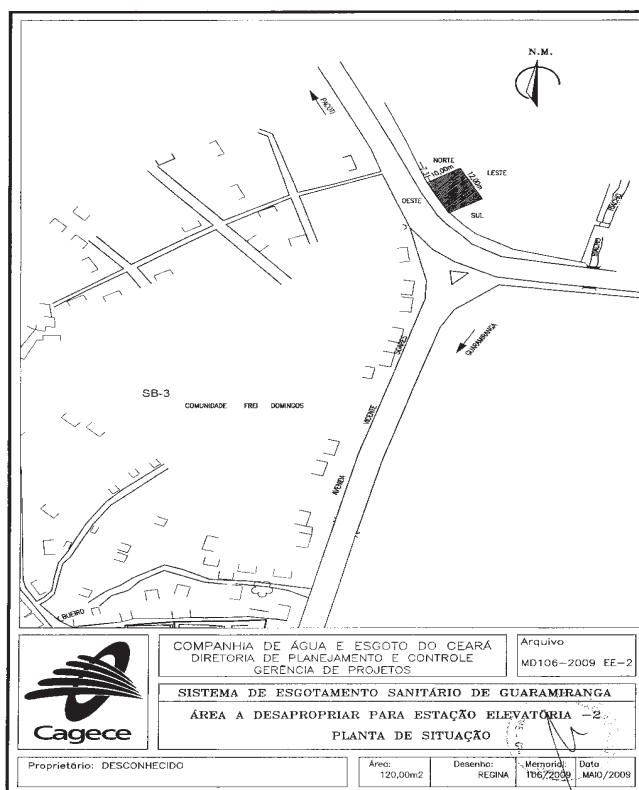 N.M.
PACOTI
NORTE
10,00m
12,00m
LESTE
OESTE
SUL
RIACHO
RIACHO
GUARAMIRANGA
SB-3
COMUNIDADE FREI DOMINGOS
AVENIDA VICENTE SOARES
BUEIRO
Cagece
COMPANHIA DE ÁGUA E ESGOTO DO CEARÁ
DIRETORIA DE PLANEJAMENTO E CONTROLE
GERÊNCIA DE PROJETOS
Arquivo
MD106-2009 EE-2
SISTEMA DE ESGOTAMENTO SANITÁRIO DE GUARAMIRANGA
ÁREA A DESAPROPRIAR PARA ESTAÇÃO ELEVATÓRIA -2
PLANTA DE SITUAÇÃO
Proprietário: DESCONHECIDO
Área:
120,00m2
Desenho:
REGINA
Memorial:
106/2009
Data
MAIO/2009